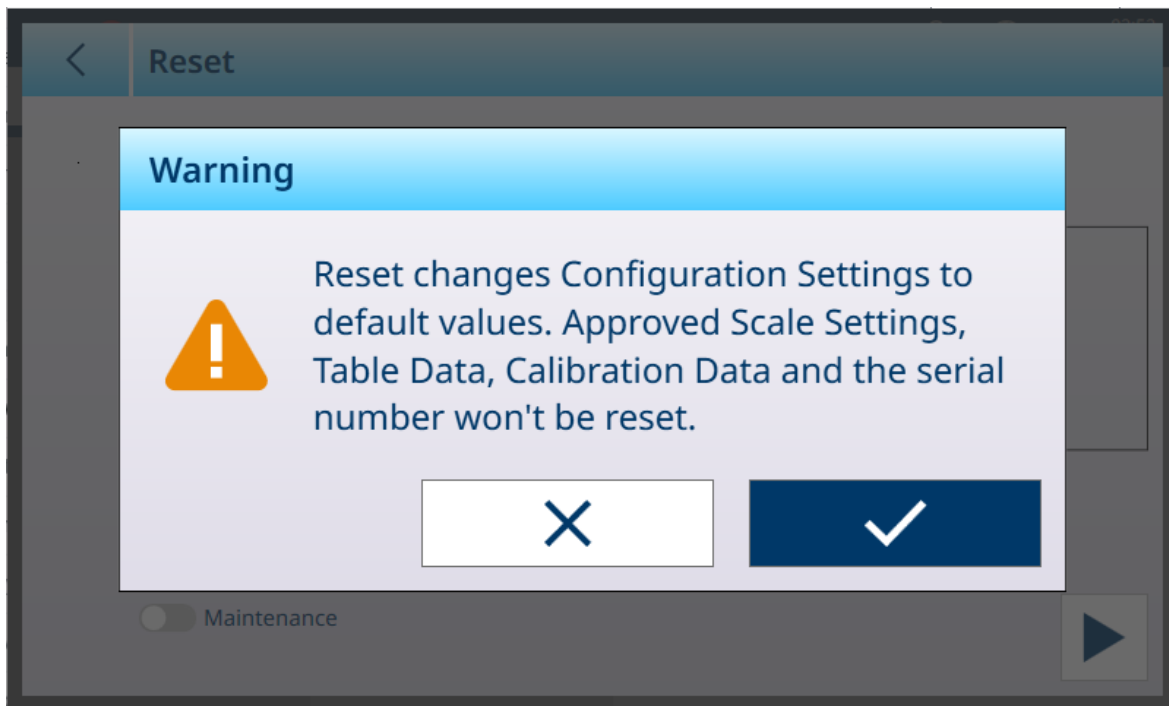 Reset
Warning
Reset changes Configuration Settings to
default values. Approved Scale Settings,
Table Data, Calibration Data and the serial
number won't be reset.
Maintenance